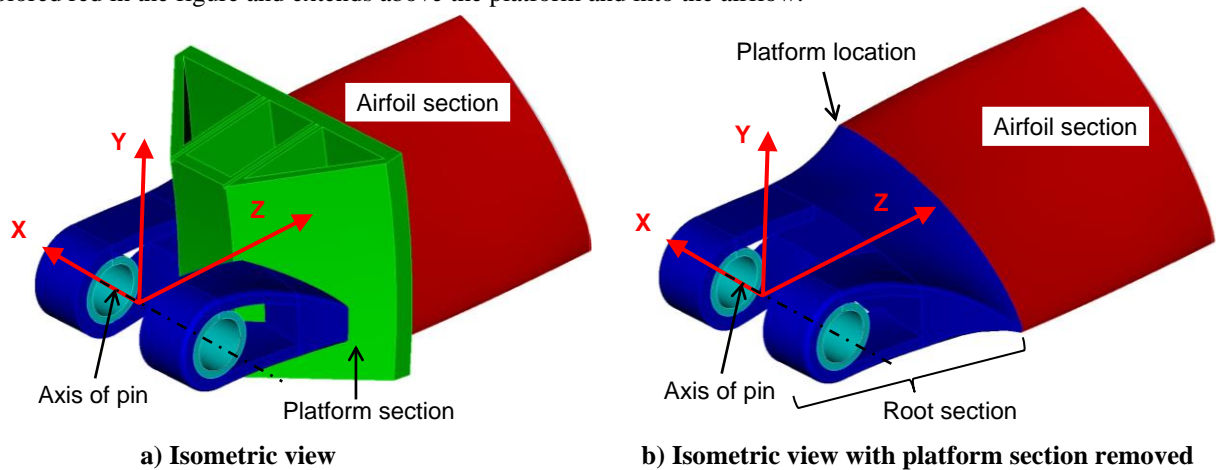 colored red in the figure and extends above the platform and into the airflow.
Airfoil section
Y
Z
X
Axis of pin
Platform section
a) Isometric view
Platform location
Airfoil section
Y
Z
X
Axis of pin
Root section
b) Isometric view with platform section removed